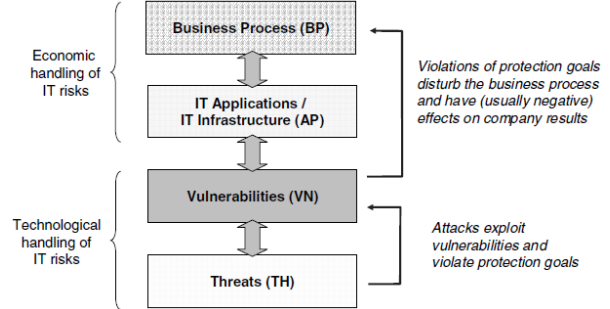 Economic
handling of
IT risks
Business Process (BP)
IT Applications /
IT Infrastructure (AP)
Violations of protection goals
disturb the business process
and have (usually negative)
effects on company results
Technological
handling of
IT risks
Vulnerabilities (VN)
Threats (TH)
Attacks exploit
vulnerabilities and
violate protection goals